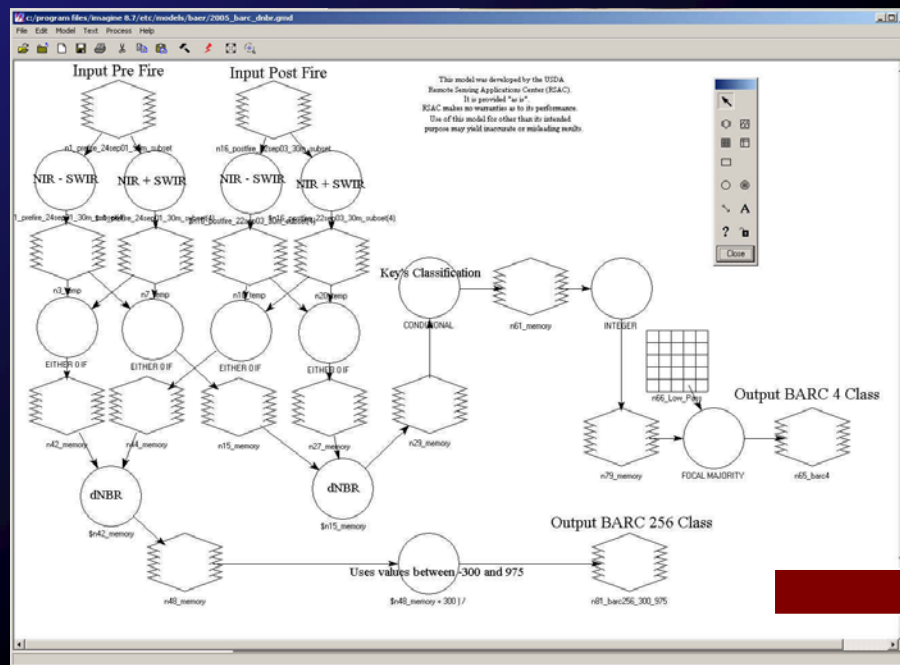 c:/program files/imagine 8.7/etc/models/baer/2005_barc_dnbr.gmd
File Edit Model Text Process Help
Input Pre Fire
Input Post Fire
This model was developed by the USDA
Remote Sensing Applications Center (RSAC).
It is provided "as is".
RSAC makes no warranties as to its performance.
Use of this model for other than its intended
purpose may yield inaccurate or misleading results.
NIR - SWIR
NIR + SWIR
NIR - SWIR
NIR + SWIR
n3_temp
n7_temp
n20_temp
Key's Classification
CONDITIONAL
n61_memory
INTEGER
EITHER 0 IF
EITHER 0 IF
EITHER 0 IF
EITHER 0 IF
n66_Low_Pass
Output BARC 4 Class
n42_memory
n44_memory
n15_memory
n27_memory
n29_memory
n79_memory
FOCAL MAJORITY
n65_barc4
dNBR
dNBR
$n42_memory
$n15_memory
Output BARC 256 Class
Uses values between -300 and 975
n48_memory
$n48_memory + 300 ) /
n81_barc256_300_975
A
?
Close